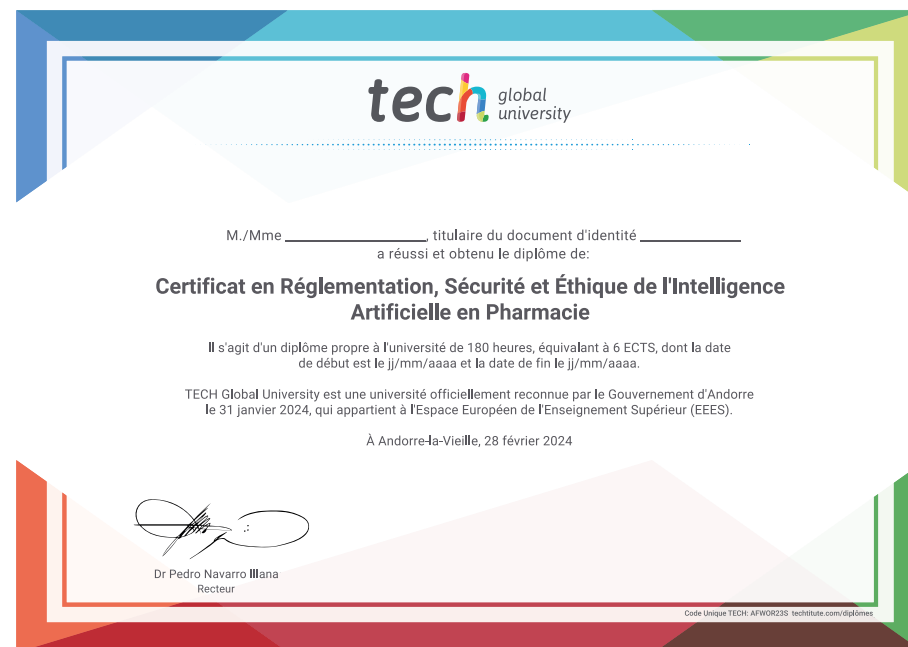 tech global university
M./Mme ____________________, titulaire du document d'identité ______________
a réussi et obtenu le diplôme de:
Certificat en Réglementation, Sécurité et Éthique de l'Intelligence
Artificielle en Pharmacie
Il s'agit d'un diplôme propre à l'université de 180 heures, équivalant à 6 ECTS, dont la date
de début est le jj/mm/aaaa et la date de fin le jj/mm/aaaa.
TECH Global University est une université officiellement reconnue par le Gouvernement d'Andorre
le 31 janvier 2024, qui appartient à l'Espace Européen de l'Enseignement Supérieur (EEES).
À Andorre-la-Vieille, 28 février 2024
Dr Pedro Navarro Illana
Recteur
Code Unique TECH: AFWOR23S techtitute.com/diplômes